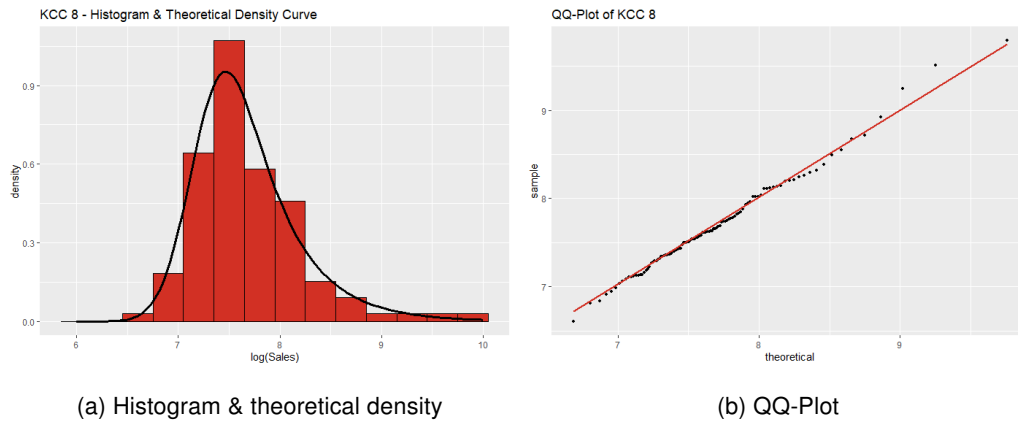 KCC 8 - Histogram & Theoretical Density Curve
density
0.9
0.6
0.3
0.0
6 7 8 9 10
log(Sales)
(a) Histogram & theoretical density
QQ-Plot of KCC 8
sample
9
8
7
7 8 9
theoretical
(b) QQ-Plot